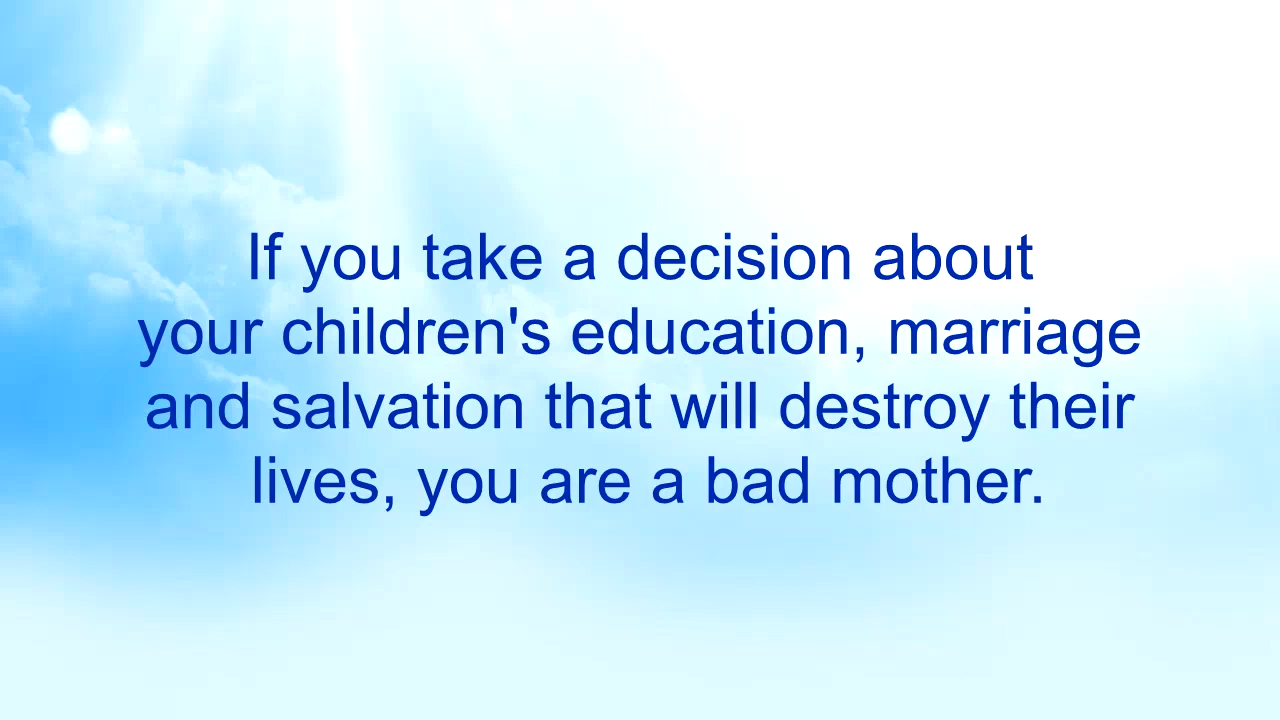 If you take a decision about
your children's education, marriage
and salvation that will destroy their
lives, you are a bad mother.